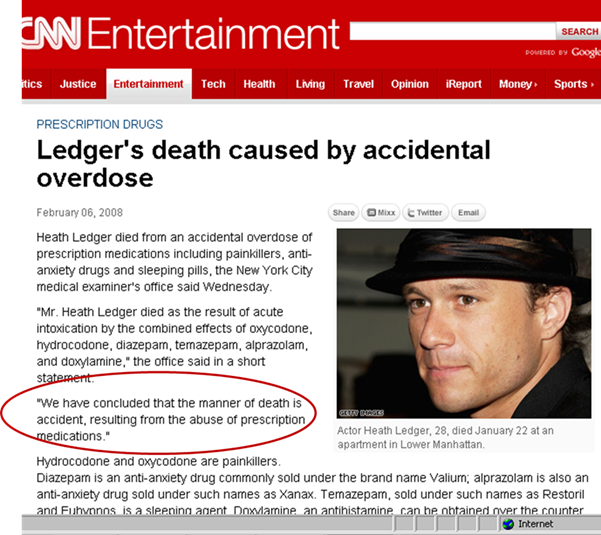 CNN Entertainment
SEARCH
POWERED BY Google
itics Justice Entertainment Tech Health Living Travel Opinion iReport Money› Sports›
PRESCRIPTION DRUGS
Ledger's death caused by accidental
overdose
February 06, 2008
Share Mixx Twitter Email
Heath Ledger died from an accidental overdose of
prescription medications including painkillers, anti-
anxiety drugs and sleeping pills, the New York City
medical examiner's office said Wednesday.
"Mr. Heath Ledger died as the result of acute
intoxication by the combined effects of oxycodone,
hydrocodone, diazepam, temazepam, alprazolam,
and doxylamine," the office said in a short
statement.
"We have concluded that the manner of death is
accident, resulting from the abuse of prescription
medications."
GETTY IMAGES
Actor Heath Ledger, 28, died January 22 at an
apartment in Lower Manhattan.
Hydrocodone and oxycodone are painkillers.
Diazepam is an anti-anxiety drug commonly sold under the brand name Valium; alprazolam is also an
anti-anxiety drug sold under such names as Xanax. Temazepam, sold under such names as Restoril
and Euhypnos, is a sleeping agent. Doxylamine, an antihistamine, can be obtained over the counter
Internet